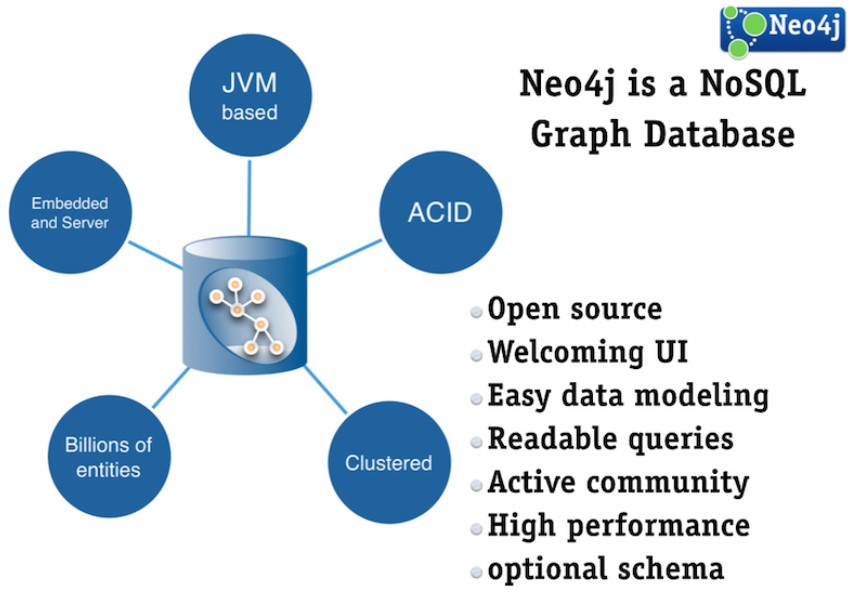 Neo4j
Neo4j is a NoSQL
Graph Database
JVM
based
Embedded
and Server
ACID
Billions of
entities
Clustered
Open source
Welcoming UI
Easy data modeling
Readable queries
Active community
High performance
optional schema